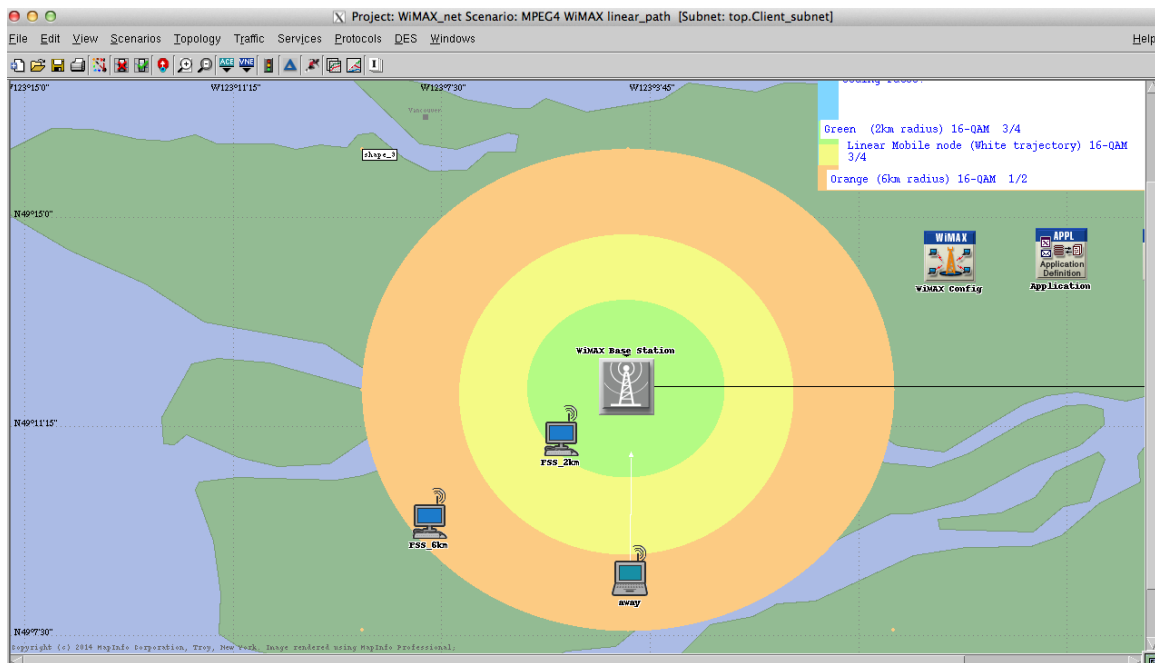 Project: WiMAX_net Scenario: MPEG4 WiMAX linear_path [Subnet: top.Client_subnet]
File Edit View Scenarios Topology Traffic Services Protocols DES Windows Help
ACE VNE
W123°15'0" W123°11'15" W123°7'30" W123°3'45"
Vancouver
shape_3
Green (2km radius) 16-QAM 3/4
Linear Mobile node (White trajectory) 16-QAM
3/4
Orange (6km radius) 16-QAM 1/2
N49°15'0"
WiMAX
WiMAX Config
APPL
Application
Definition
Application
WiMAX Base Station
N49°11'15"
FSS_2km
FSS_6km
away
N49°7'30"
Copyright (c) 2014 MapInfo Corporation, Troy, New York. Image rendered using MapInfo Professional;